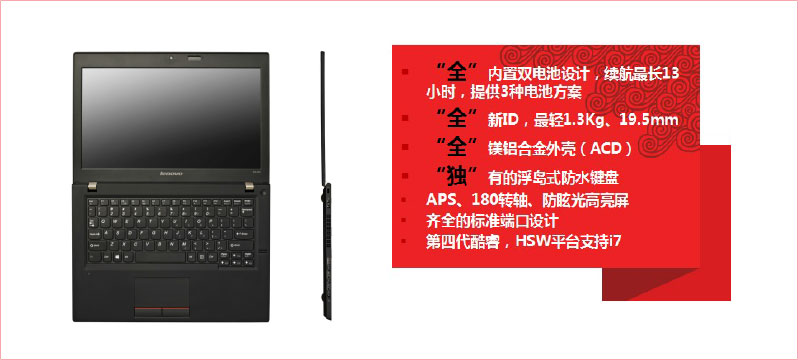 lenovo
“全”内置双电池设计，续航最长13
小时，提供3种电池方案
“全”新ID，最轻1.3Kg、19.5mm
“全”镁铝合金外壳（ACD）
“独”有的浮岛式防水键盘
APS、180转轴、防眩光高亮屏
齐全的标准端口设计
第四代酷睿，HSW平台支持i7